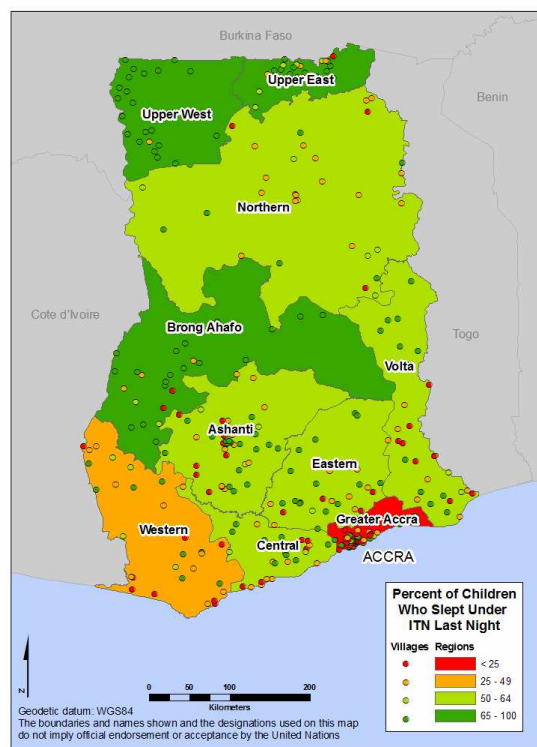 Burkina Faso
Upper East
Benin
Upper West
Northern
Cote d'Ivoire
Brong Ahafo
Togo
Volta
Ashanti
Eastern
Western
Greater Accra
Central
ACCRA
Percent of Children
Who Slept Under
ITN Last Night
Villages Regions
< 25
25 - 49
50 - 64
65 - 100
N
0 50 100 200
Kilometers
Geodetic datum: WGS84
The boundaries and names shown and the designations used on this map
do not imply official endorsement or acceptance by the United Nations